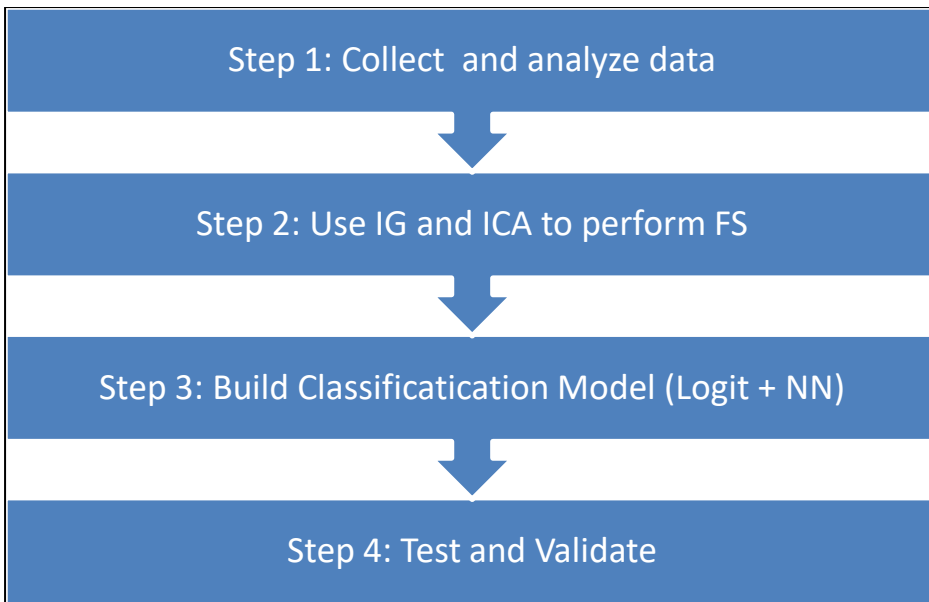 Step 1: Collect and analyze data
Step 2: Use IG and ICA to perform FS
Step 3: Build Classificatication Model (Logit + NN)
Step 4: Test and Validate